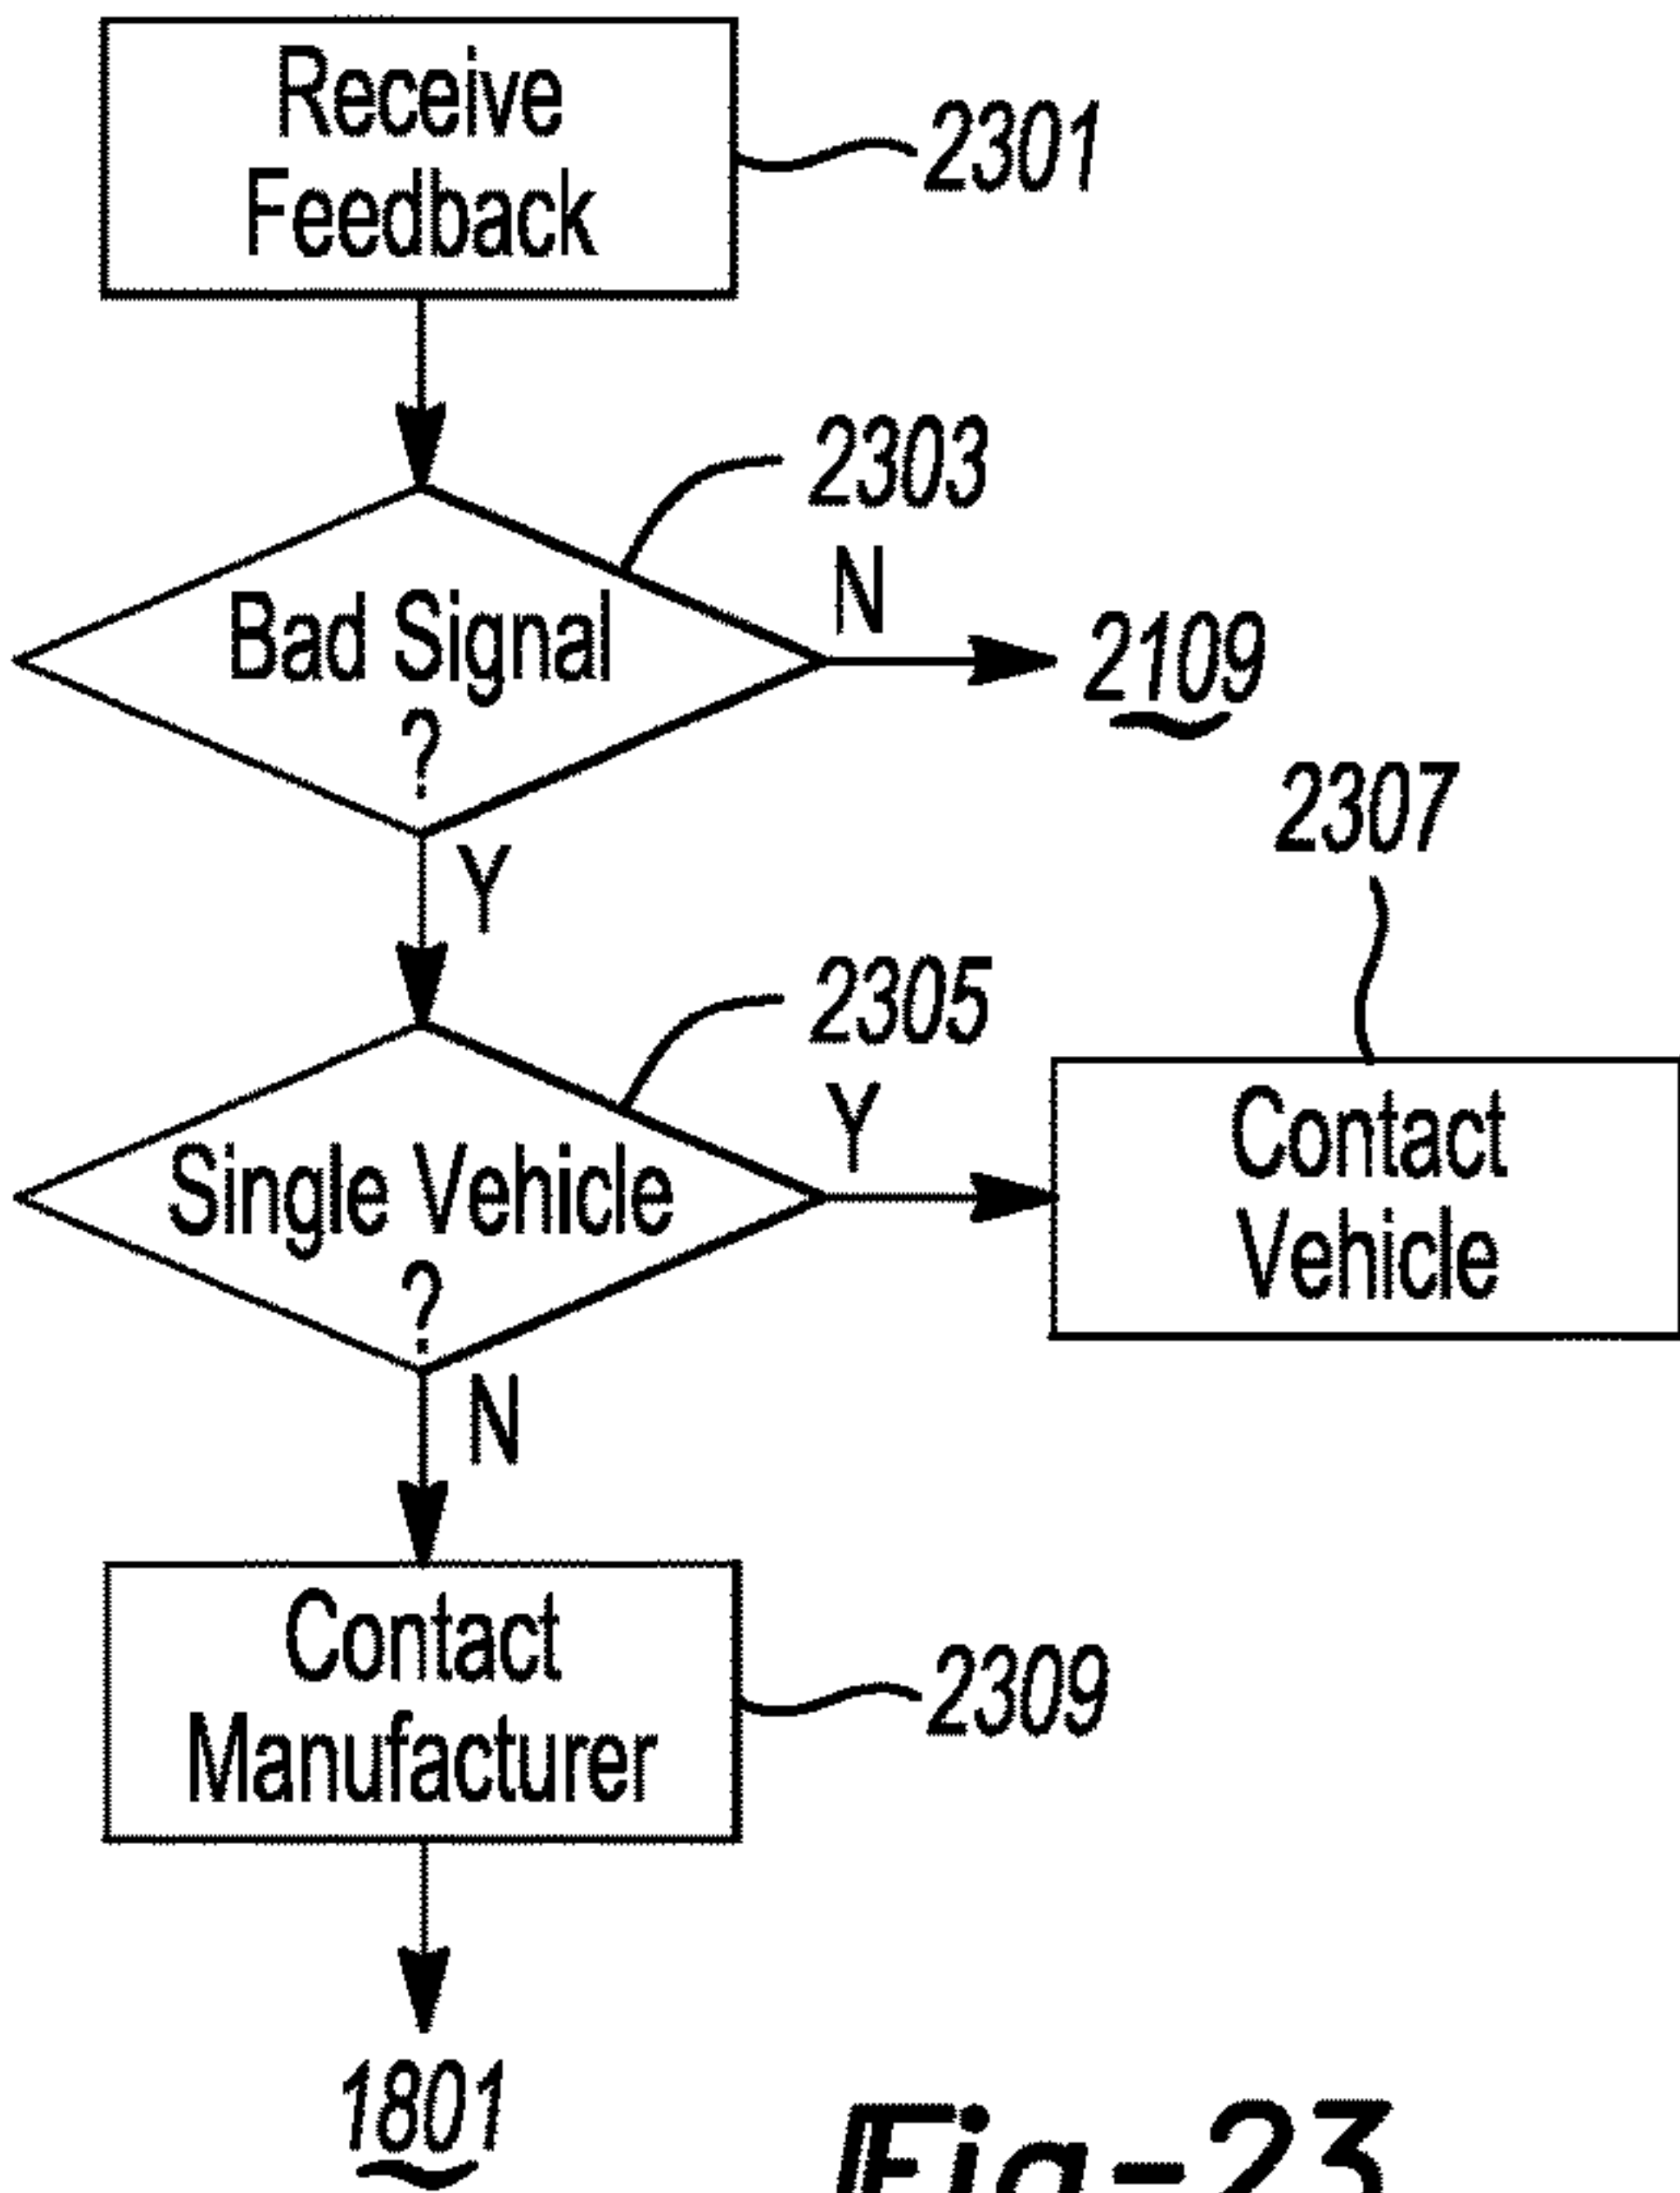 Receive
Feedback
2301
2303
Bad Signal
?
N
2109
Y
2307
2305
Single Vehicle
?
Y
Contact
Vehicle
N
Contact
Manufacturer
2309
1801
Fig-23